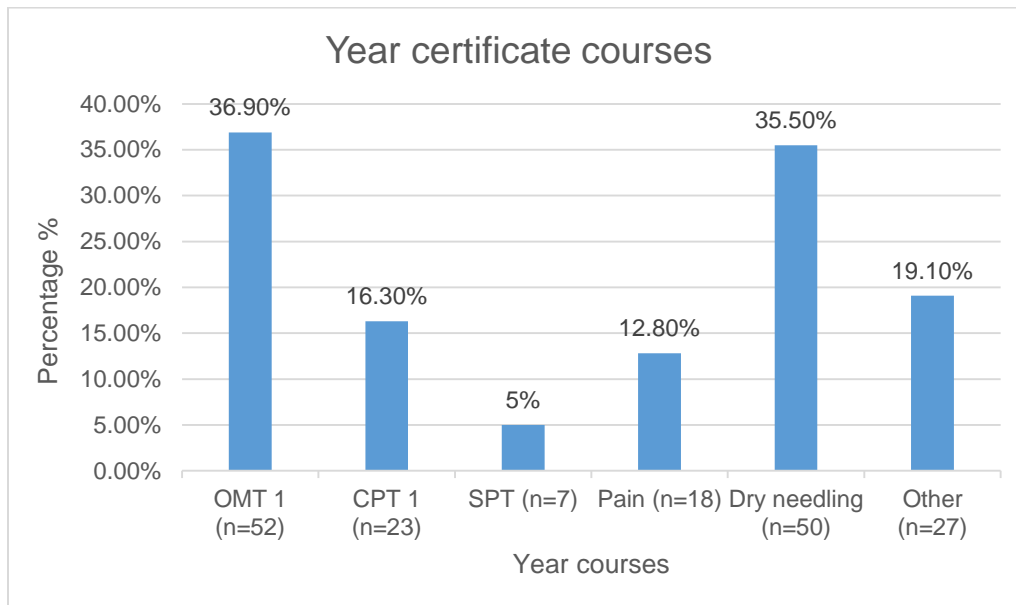 Year certificate courses
40.00%
35.00%
30.00%
25.00%
20.00%
15.00%
10.00%
5.00%
0.00%
Percentage %
36.90%
16.30%
5%
12.80%
35.50%
19.10%
OMT 1
(n=52)
CPT 1
(n=23)
SPT (n=7)
Pain (n=18)
Dry needling
(n=50)
Other
(n=27)
Year courses